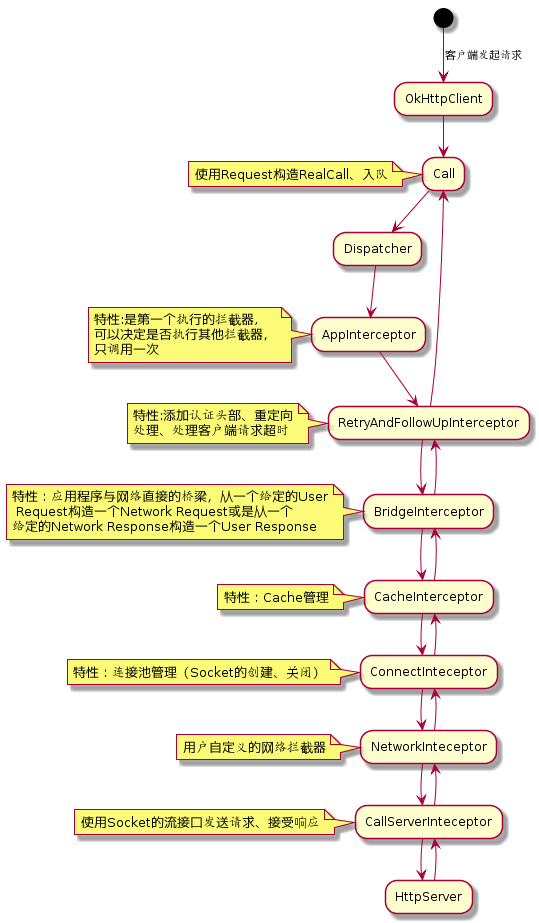 客户端发起请求
OkHttpClient
使用Request构造RealCall、入队
Call
Dispatcher
特性:是第一个执行的拦截器,
可以决定是否执行其他拦截器,
只调用一次
AppInterceptor
特性:添加认证头部、重定向
处理、处理客户端请求超时
RetryAndFollowUpInterceptor
特性：应用程序与网络直接的桥梁，从一个给定的User
Request构造一个Network Request或是从一个
给定的Network Response构造一个User Response
BridgeInterceptor
特性：Cache管理
CacheInterceptor
特性：连接池管理（Socket的创建、关闭）
ConnectInteceptor
用户自定义的网络拦截器
NetworkInteceptor
使用Socket的流接口发送请求、接受响应
CallServerInteceptor
HttpServer